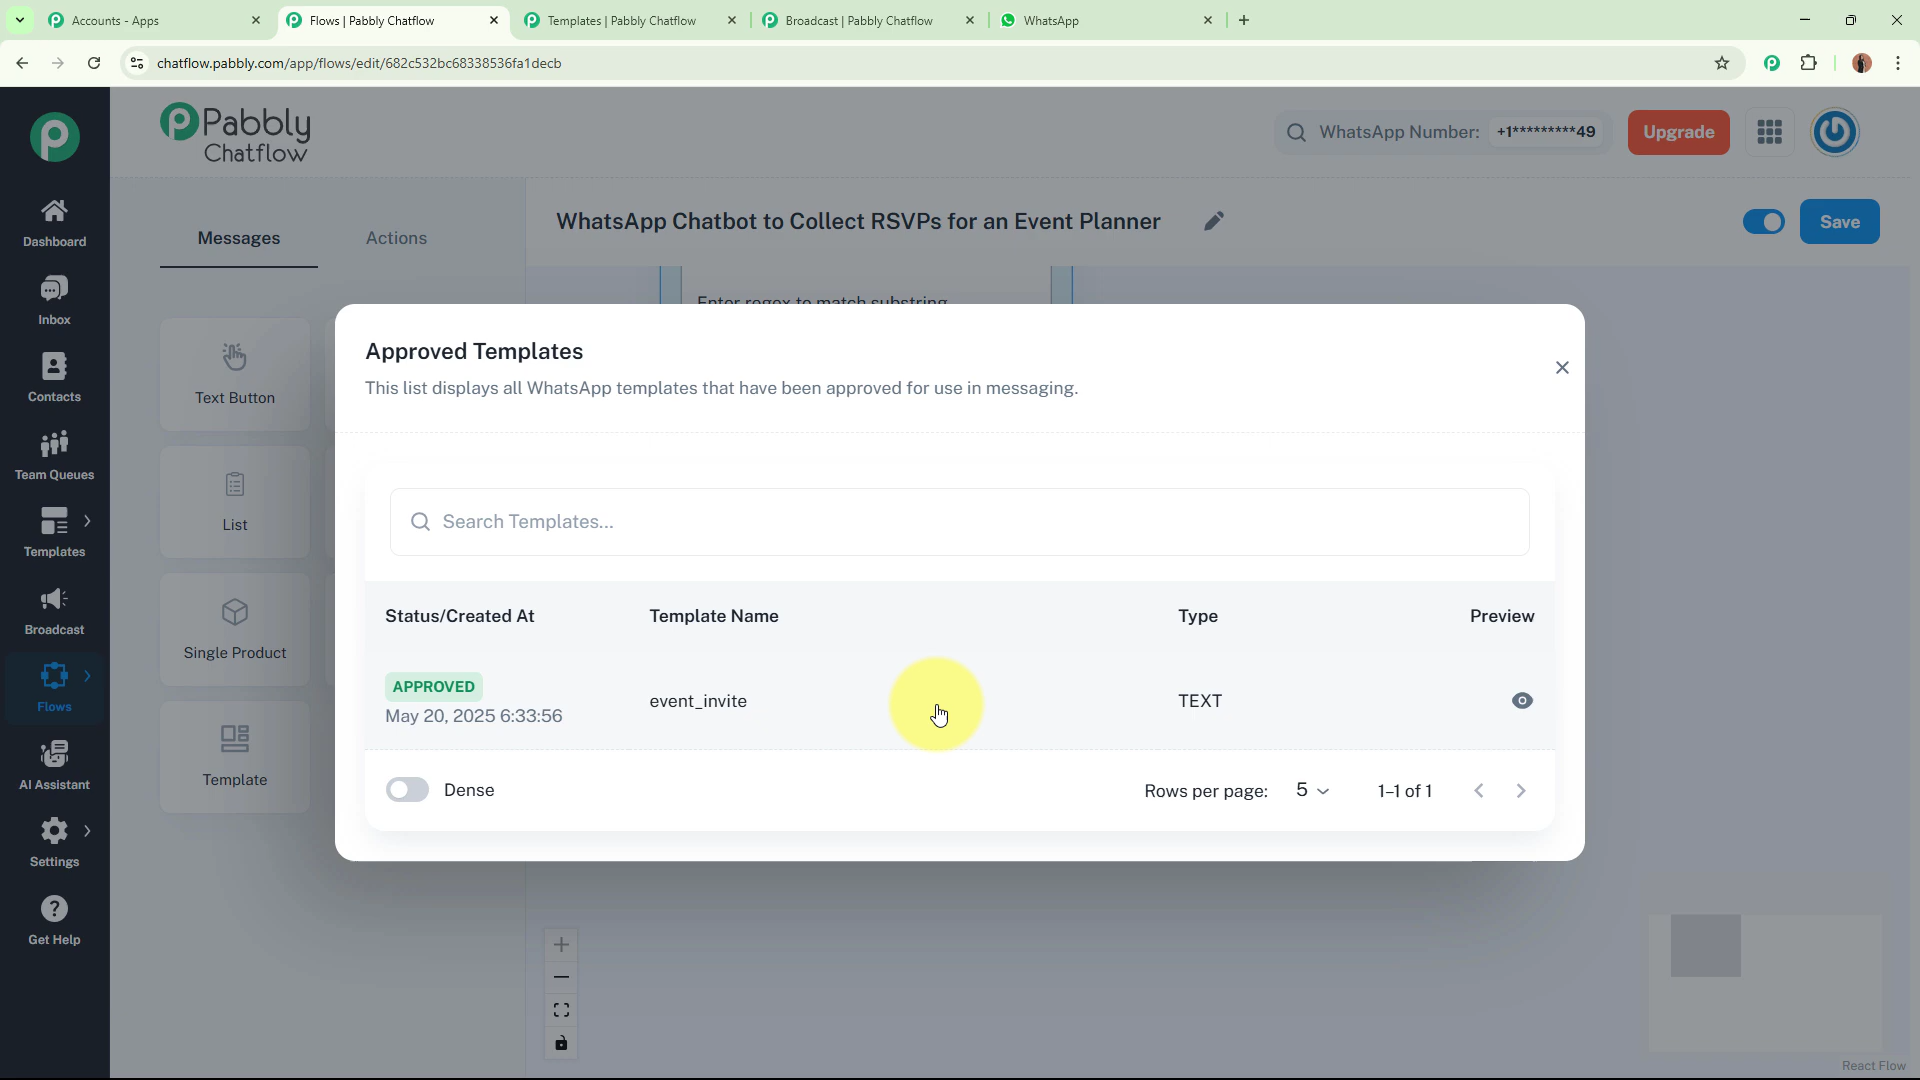 Accounts - Apps
Flows | Pabbly Chatflow
Templates | Pabbly Chatflow
Broadcast | Pabbly Chatflow
WhatsApp
chatflow.pabbly.com/app/flows/edit/682c532bc68338536fa1decb
Pabbly
Chatflow
WhatsApp Number: +1*********49
Upgrade
Dashboard
Inbox
Contacts
Team Queues
Templates
Broadcast
Flows
AI Assistant
Settings
Get Help
Messages
Actions
Text Button
List
Single Product
Template
WhatsApp Chatbot to Collect RSVPs for an Event Planner
Save
Enter regex to match substring
Approved Templates
This list displays all WhatsApp templates that have been approved for use in messaging.
Search Templates...
Status/Created At
Template Name
Type
Preview
APPROVED
May 20, 2025 6:33:56
event_invite
TEXT
Dense
Rows per page: 5
1–1 of 1
React Flow